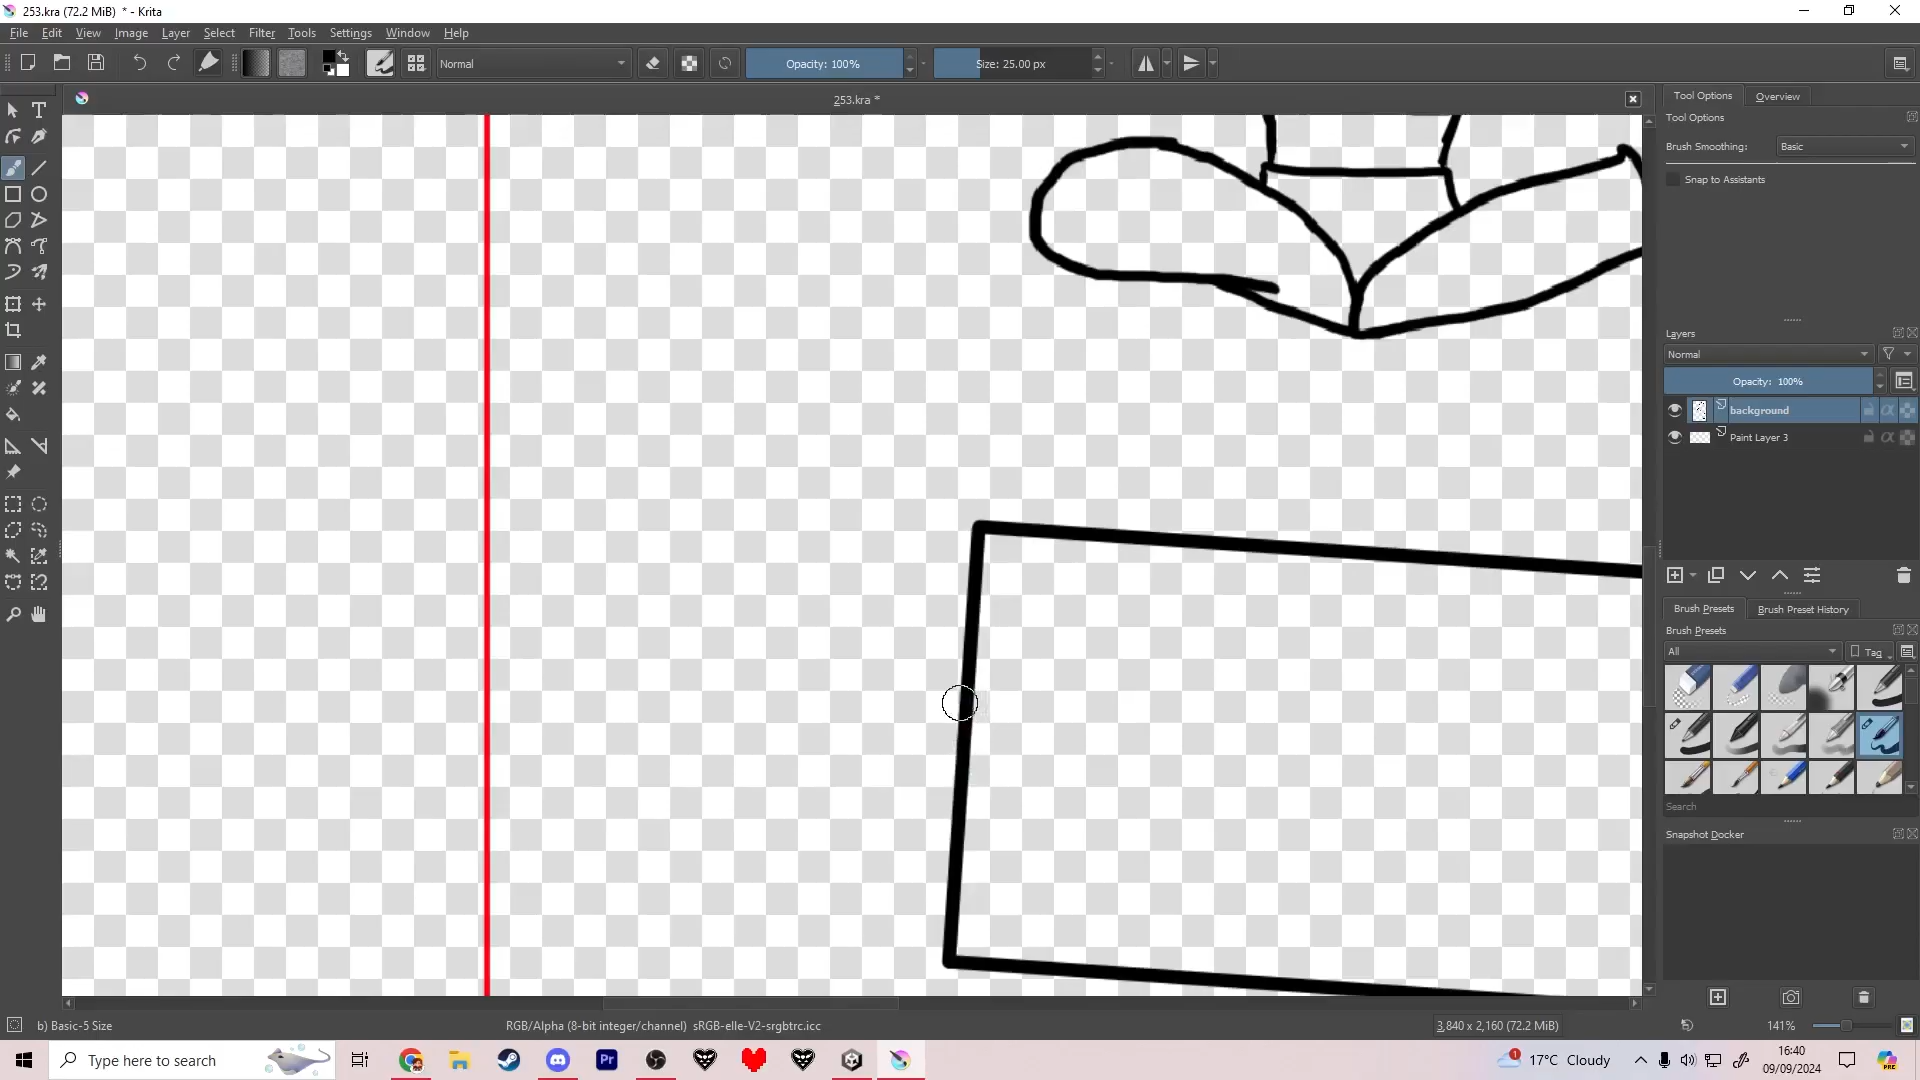 253.kra (72.2 MiB)  * - Krita
File Edit View Image Layer Select Filter Tools Settings Window Help
Normal Opacity: 100% Size: 25.00 px
253.kra *
Tool Options Overview
Tool Options
Brush Smoothing: Basic
Snap to Assistants
Layers
Normal
Opacity:  100%
background
Paint Layer 3
Brush Presets Brush Preset History
Brush Presets
All Tag
Search
Snapshot Docker
b) Basic-5 Size RGB/Alpha (8-bit integer/channel)  sRGB-elle-V2-srgbtrc.icc 3,840 x 2,160 (72.2 MiB) 141%
Type here to search Pr 1 17°C Cloudy 16:40 PRE
09/09/2024